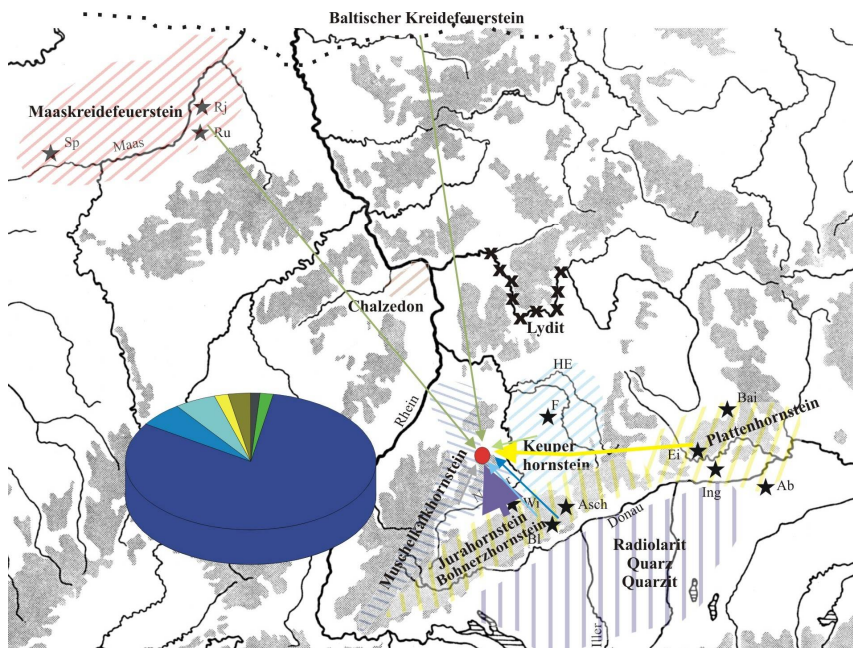 Baltischer Kreidefeuerstein
Maaskreidefeuerstein
Rj
Ru
Sp
Maas
Chalzedon
Lydit
Rhein
HE
F
Bai
Keuper
hornstein
Plattenhornstein
Ei
Ing
Ab
Muschelkalkhornstein
N
Wi
Asch
Bl
Jurahornstein
Bohnerzhornstein
Donau
Radiolarit
Quarz
Quarzit
Iller